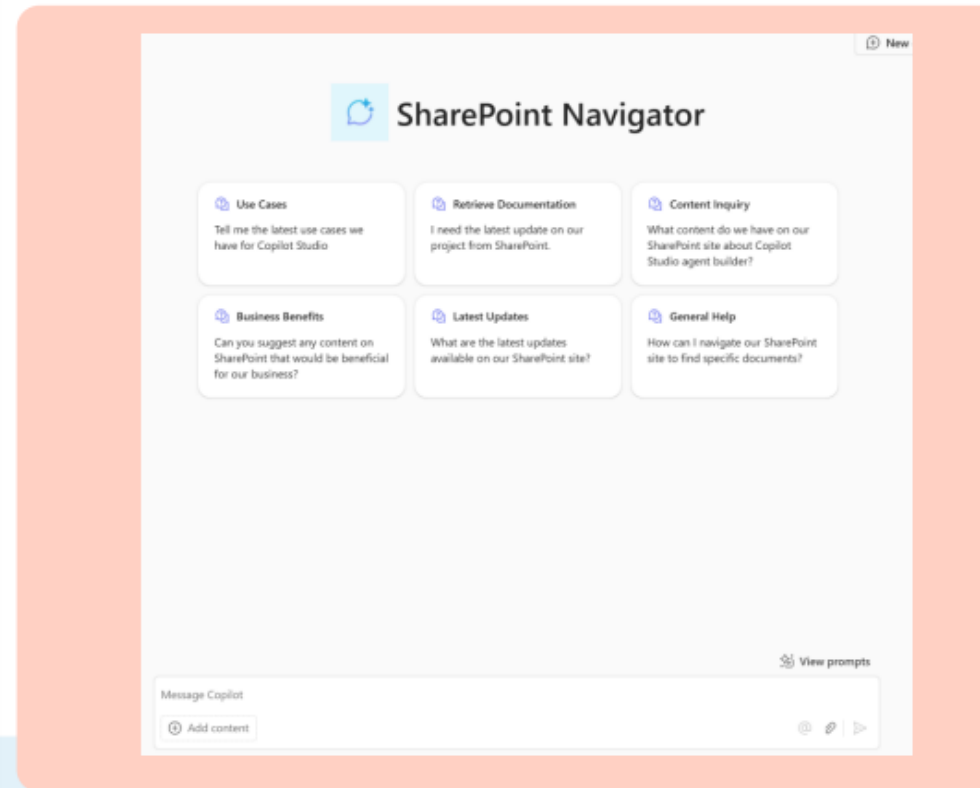 New
SharePoint Navigator
Use Cases
Tell me the latest use cases we
have for Copilot Studio
Retrieve Documentation
I need the latest update on our
project from SharePoint.
Content Inquiry
What content do we have on our
SharePoint site about Copilot
Studio agent builder?
Business Benefits
Can you suggest any content on
SharePoint that would be beneficial
for our business?
Latest Updates
What are the latest updates
available on our SharePoint site?
General Help
How can I navigate our SharePoint
site to find specific documents?
View prompts
Message Copilot
Add content